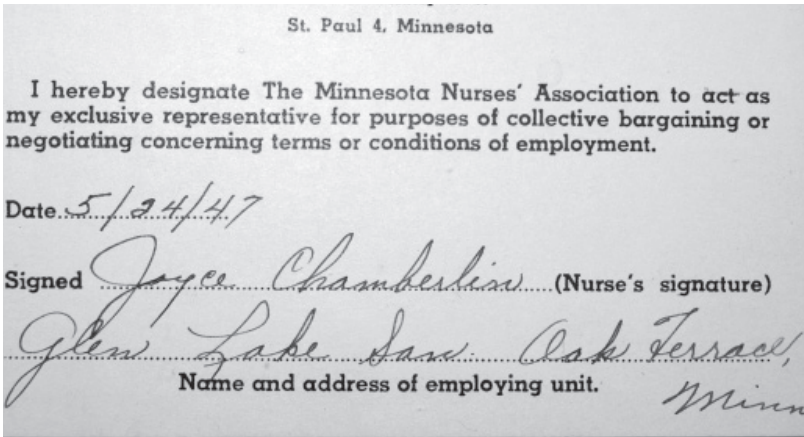 St. Paul 4, Minnesota
I hereby designate The Minnesota Nurses' Association to act as
my exclusive representative for purposes of collective bargaining or
negotiating concerning terms or conditions of employment.
Date 5/24/47
Signed Joyce Chamberlin (Nurse's signature)
Glen Lake San Oak Terrace,
Name and address of employing unit.
Minn